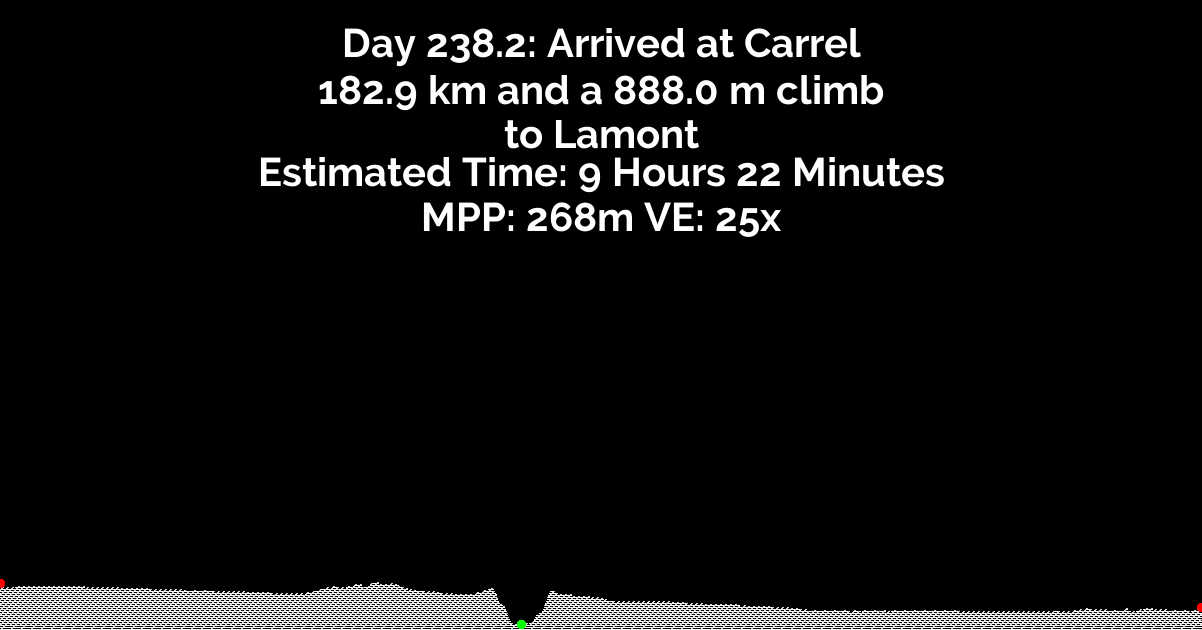 Day 238.2: Arrived at Carrel
182.9 km and a 888.0 m climb
to Lamont
Estimated Time: 9 Hours 22 Minutes
MPP: 268m VE: 25x